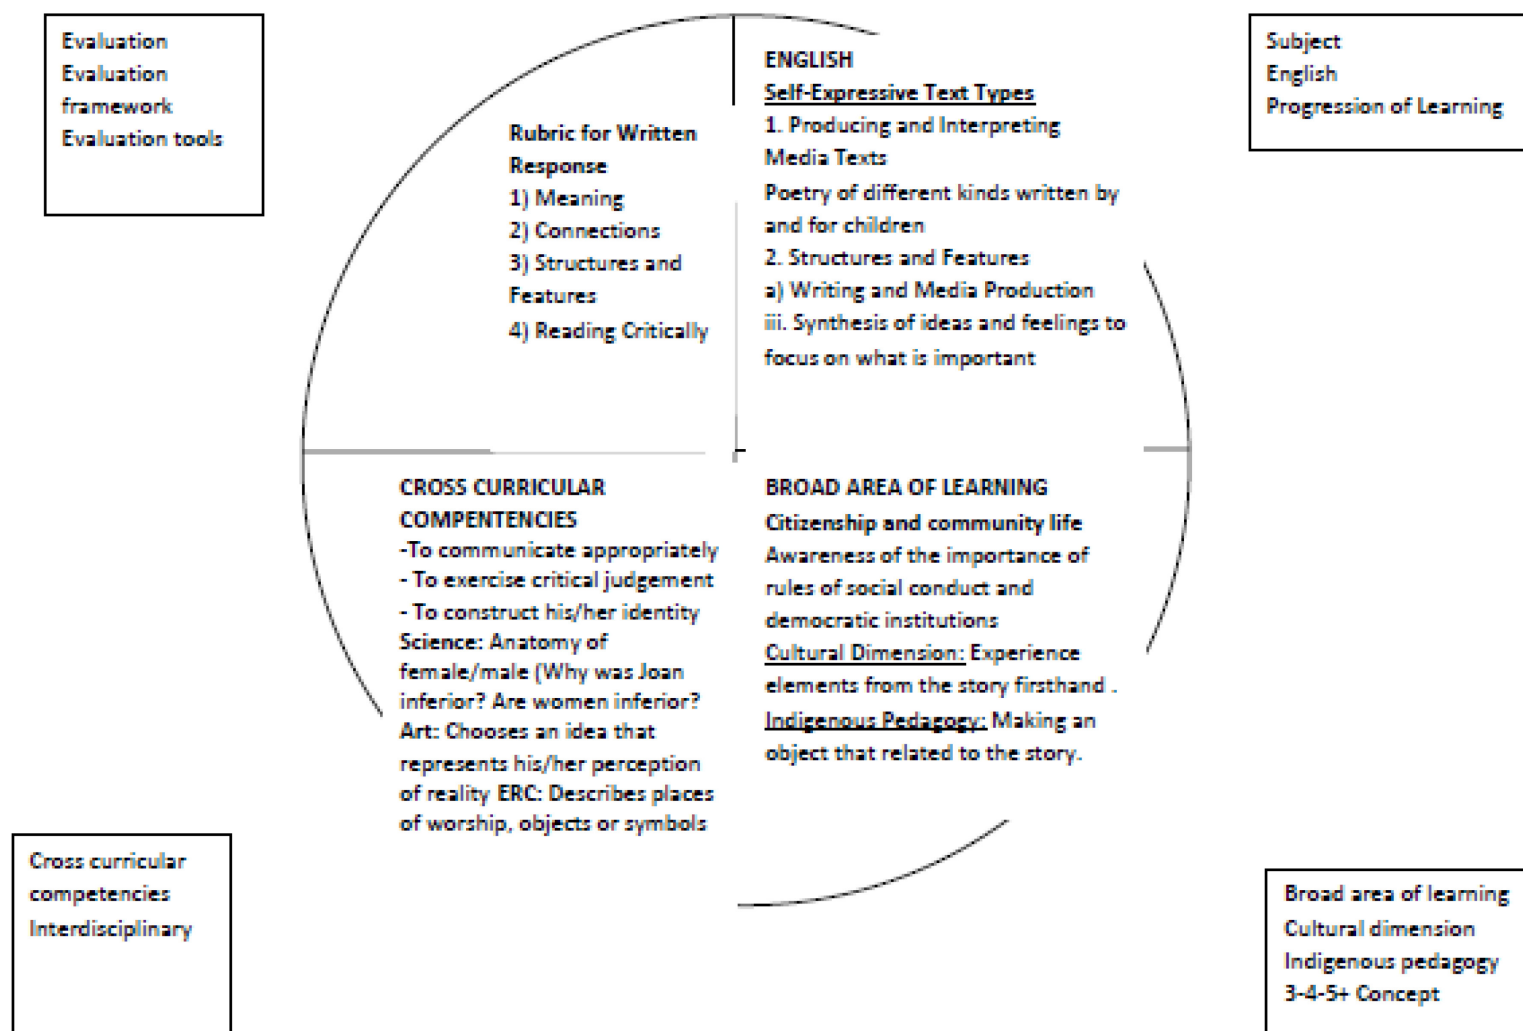 Evaluation
Evaluation
framework
Evaluation tools
Subject
English
Progression of Learning
Rubric for Written
Response
1) Meaning
2) Connections
3) Structures and
Features
4) Reading Critically
ENGLISH
Self-Expressive Text Types
1. Producing and Interpreting
Media Texts
Poetry of different kinds written by
and for children
2. Structures and Features
a) Writing and Media Production
iii. Synthesis of ideas and feelings to
focus on what is important
CROSS CURRICULAR
COMPENTENCIES
-To communicate appropriately
- To exercise critical judgement
- To construct his/her identity
Science: Anatomy of
female/male (Why was Joan
inferior? Are women inferior?
Art: Chooses an idea that
represents his/her perception
of reality ERC: Describes places
of worship, objects or symbols
BROAD AREA OF LEARNING
Citizenship and community life
Awareness of the importance of
rules of social conduct and
democratic institutions
Cultural Dimension: Experience
elements from the story firsthand .
Indigenous Pedagogy: Making an
object that related to the story.
Cross curricular
competencies
Interdisciplinary
Broad area of learning
Cultural dimension
Indigenous pedagogy
3-4-5+ Concept